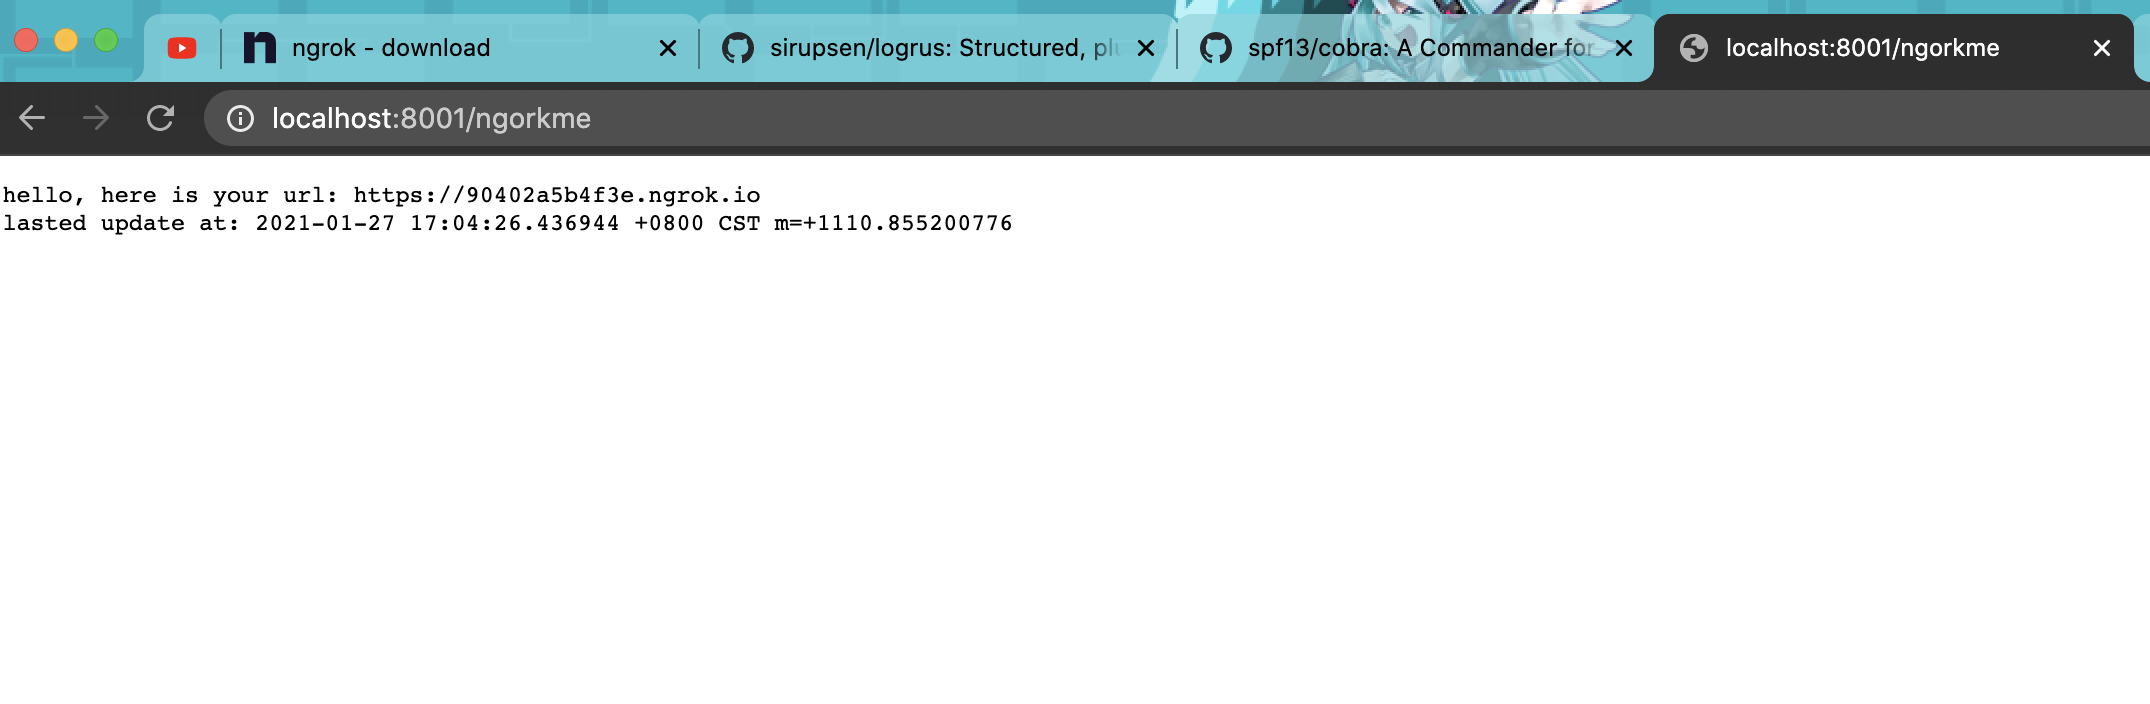 ngrok - download
sirupsen/logrus: Structured, plu
spf13/cobra: A Commander for
localhost:8001/ngorkme
localhost:8001/ngorkme
hello, here is your url: https://90402a5b4f3e.ngrok.io
lasted update at: 2021-01-27 17:04:26.436944 +0800 CST m=+1110.855200776